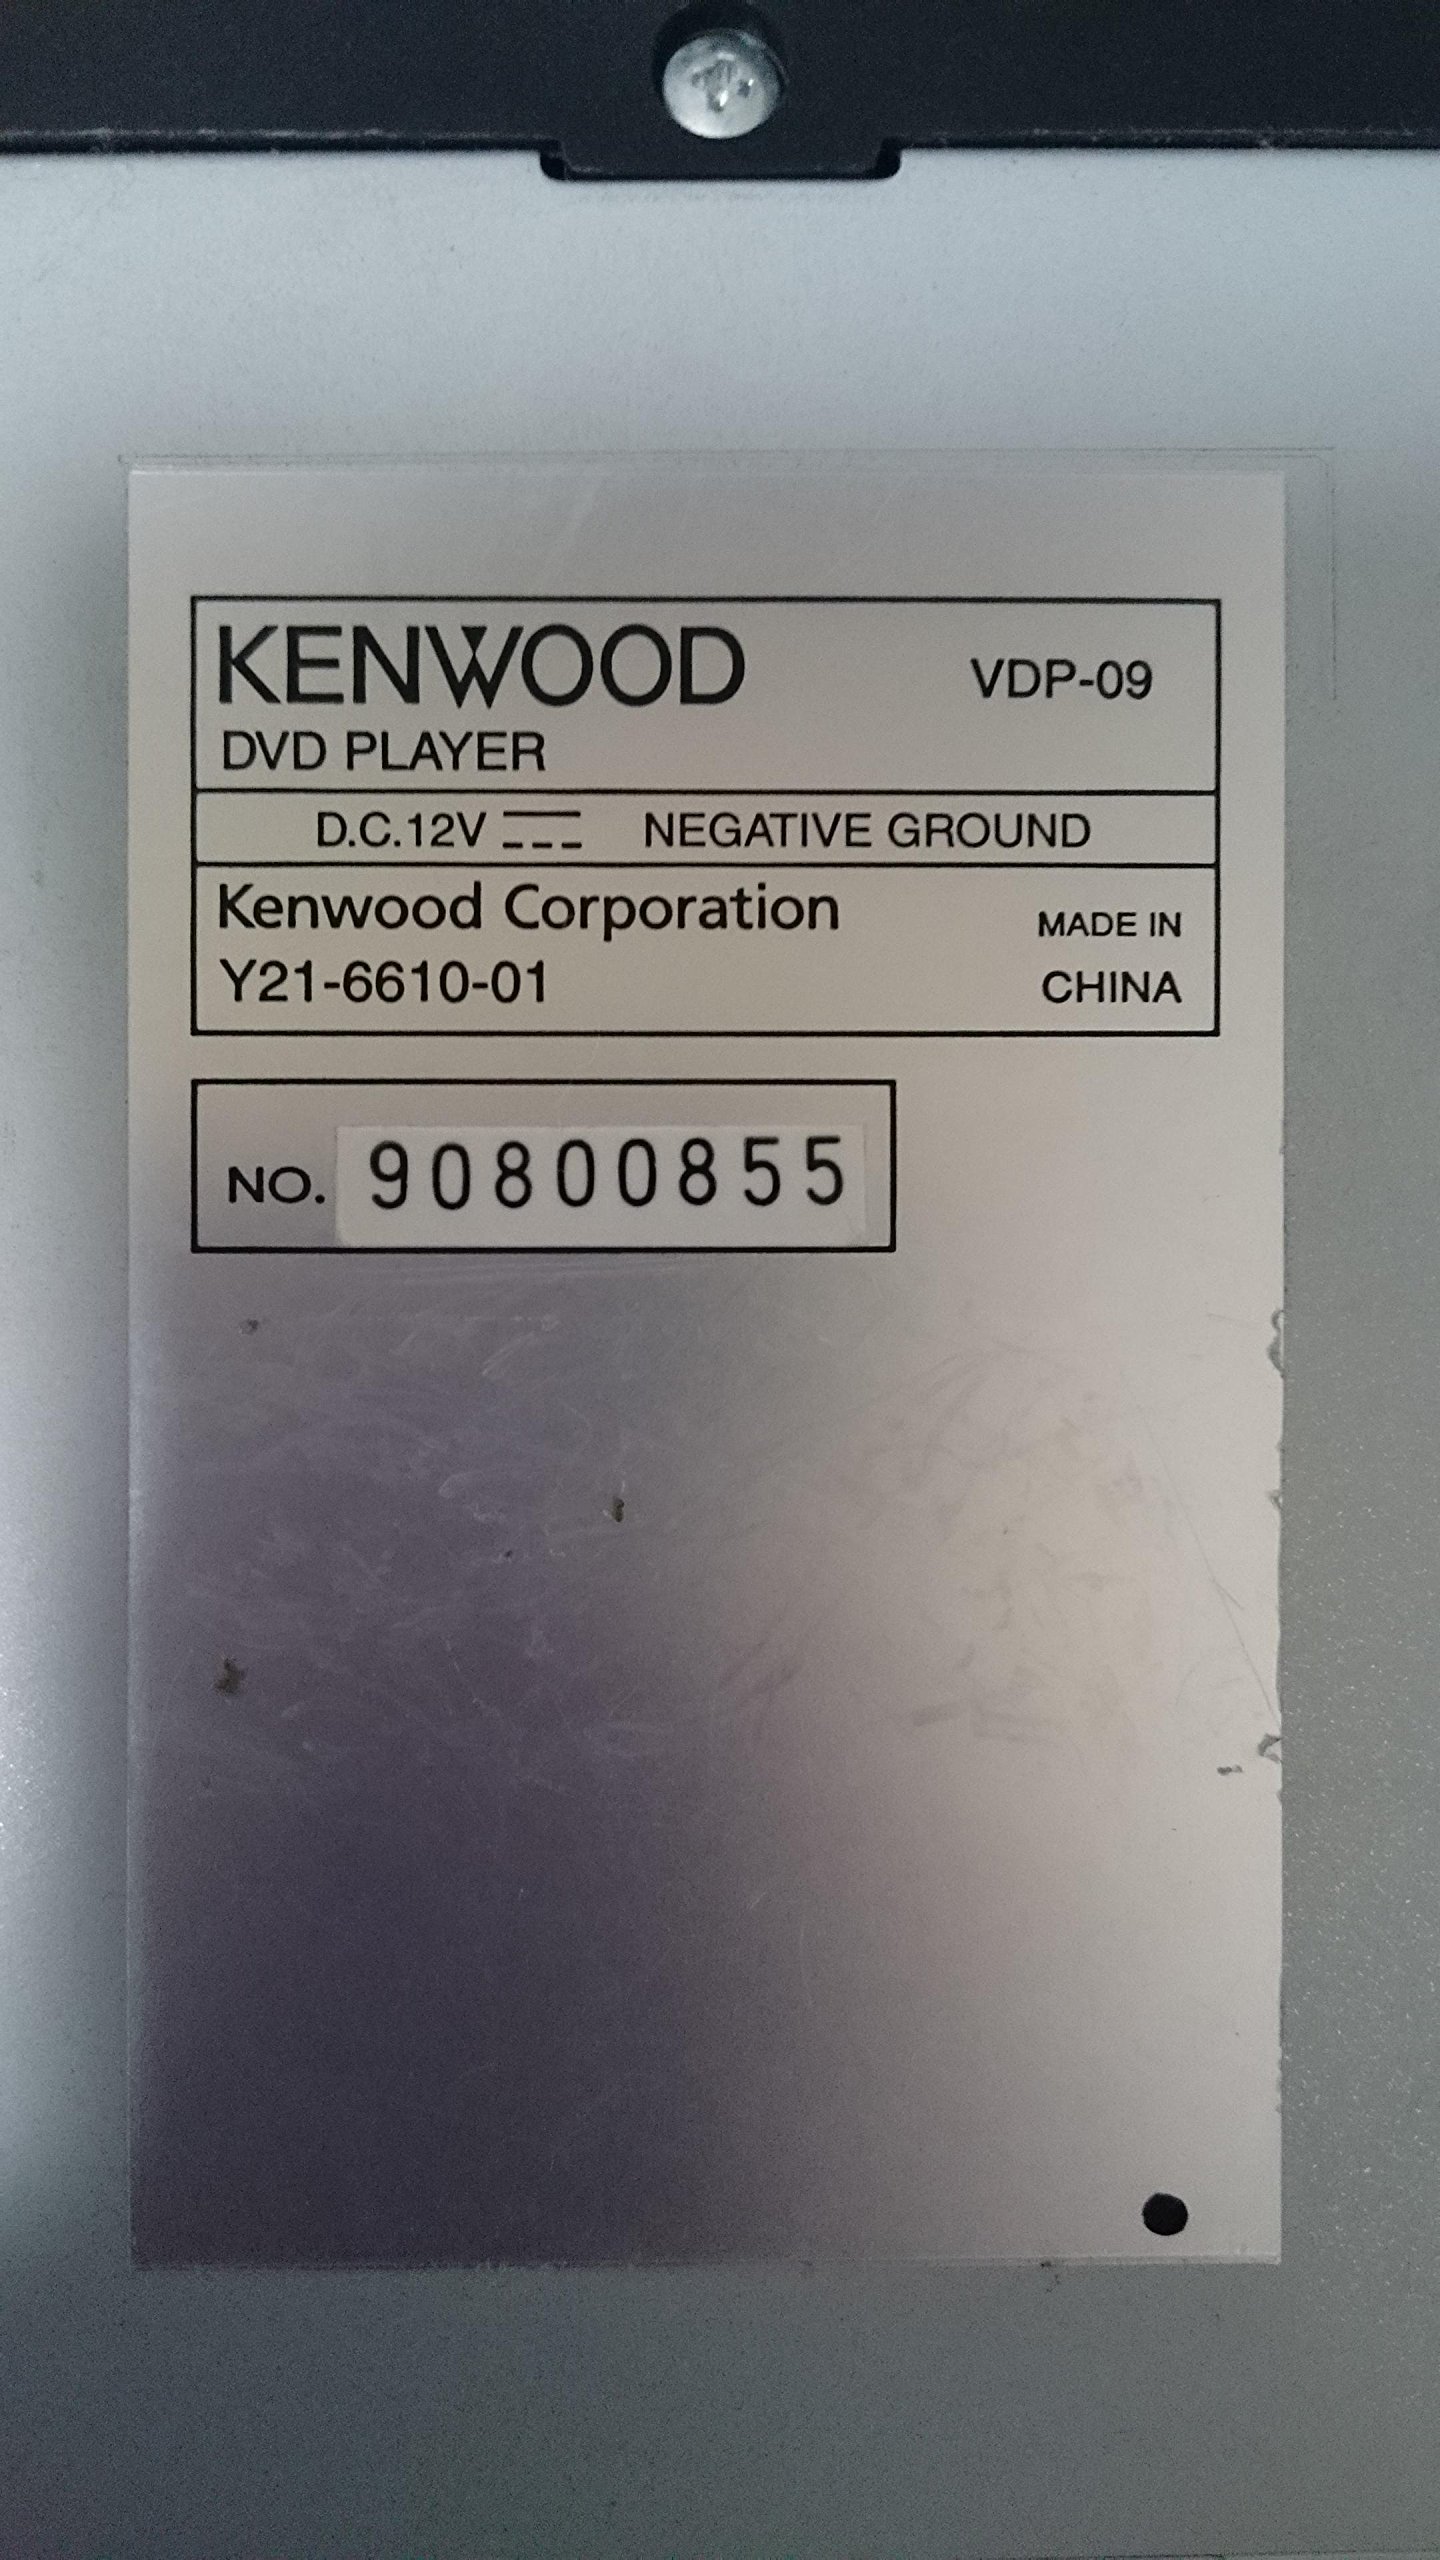 KENWOOD VDP-09
DVD PLAYER
D.C.12V ⎓ NEGATIVE GROUND
Kenwood Corporation MADE IN
Y21-6610-01 CHINA
NO. 90800855